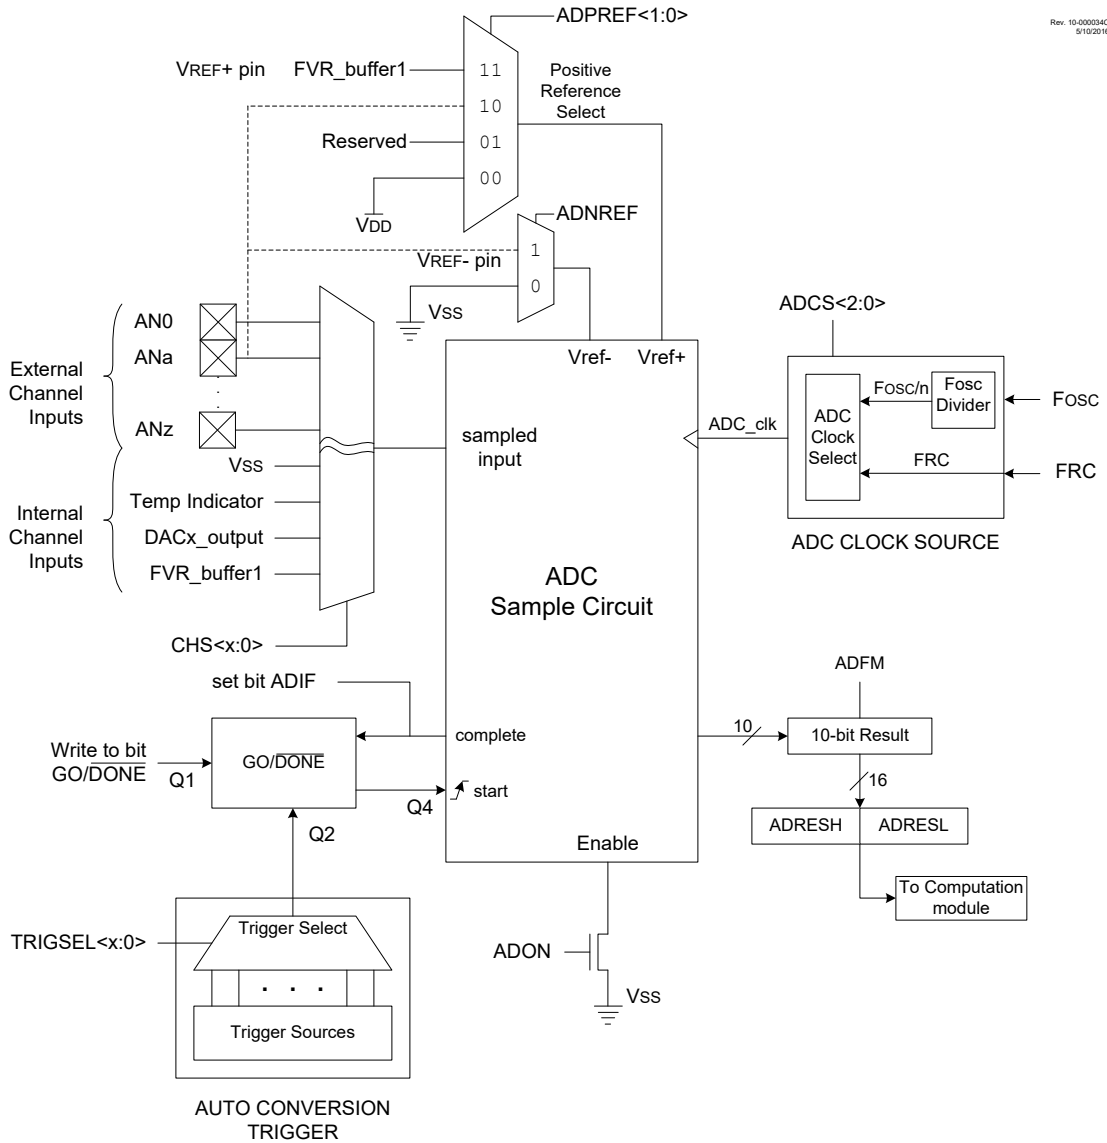 ADPREF<1:0>
Rev. 10-000034C
5/10/2016
VREF+ pin
FVR_buffer1
11
Positive
Reference
Select
10
Reserved
01
00
VDD
ADNREF
VREF- pin
1
0
VSS
ADCS<2:0>
External
Channel
Inputs
AN0
ANa
.
.
ANz
Vref-
Vref+
ADC
Clock
Select
FOSC/n
Fosc
Divider
FOSC
FRC
FRC
ADC_clk
ADC CLOCK SOURCE
sampled
input
Internal
Channel
Inputs
VSS
Temp Indicator
DACx_output
FVR_buffer1
CHS<x:0>
ADC
Sample Circuit
set bit ADIF
Write to bit
GO/DONE
Q1
GO/DONE
complete
Q4
start
Q2
Enable
ADFM
10
10-bit Result
16
ADRESH
ADRESL
To Computation
module
TRIGSEL<x:0>
Trigger Select
. . .
Trigger Sources
AUTO CONVERSION
TRIGGER
ADON
VSS